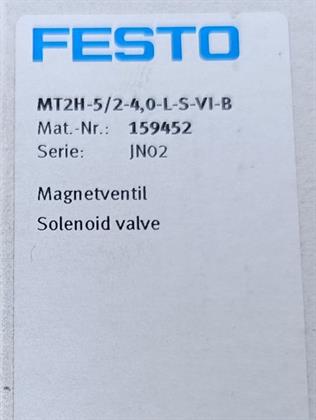 FESTO
MT2H-5/2-4,0-L-S-VI-B
Mat.-Nr.: 159452
Serie: JN02
Magnetventil
Solenoid valve